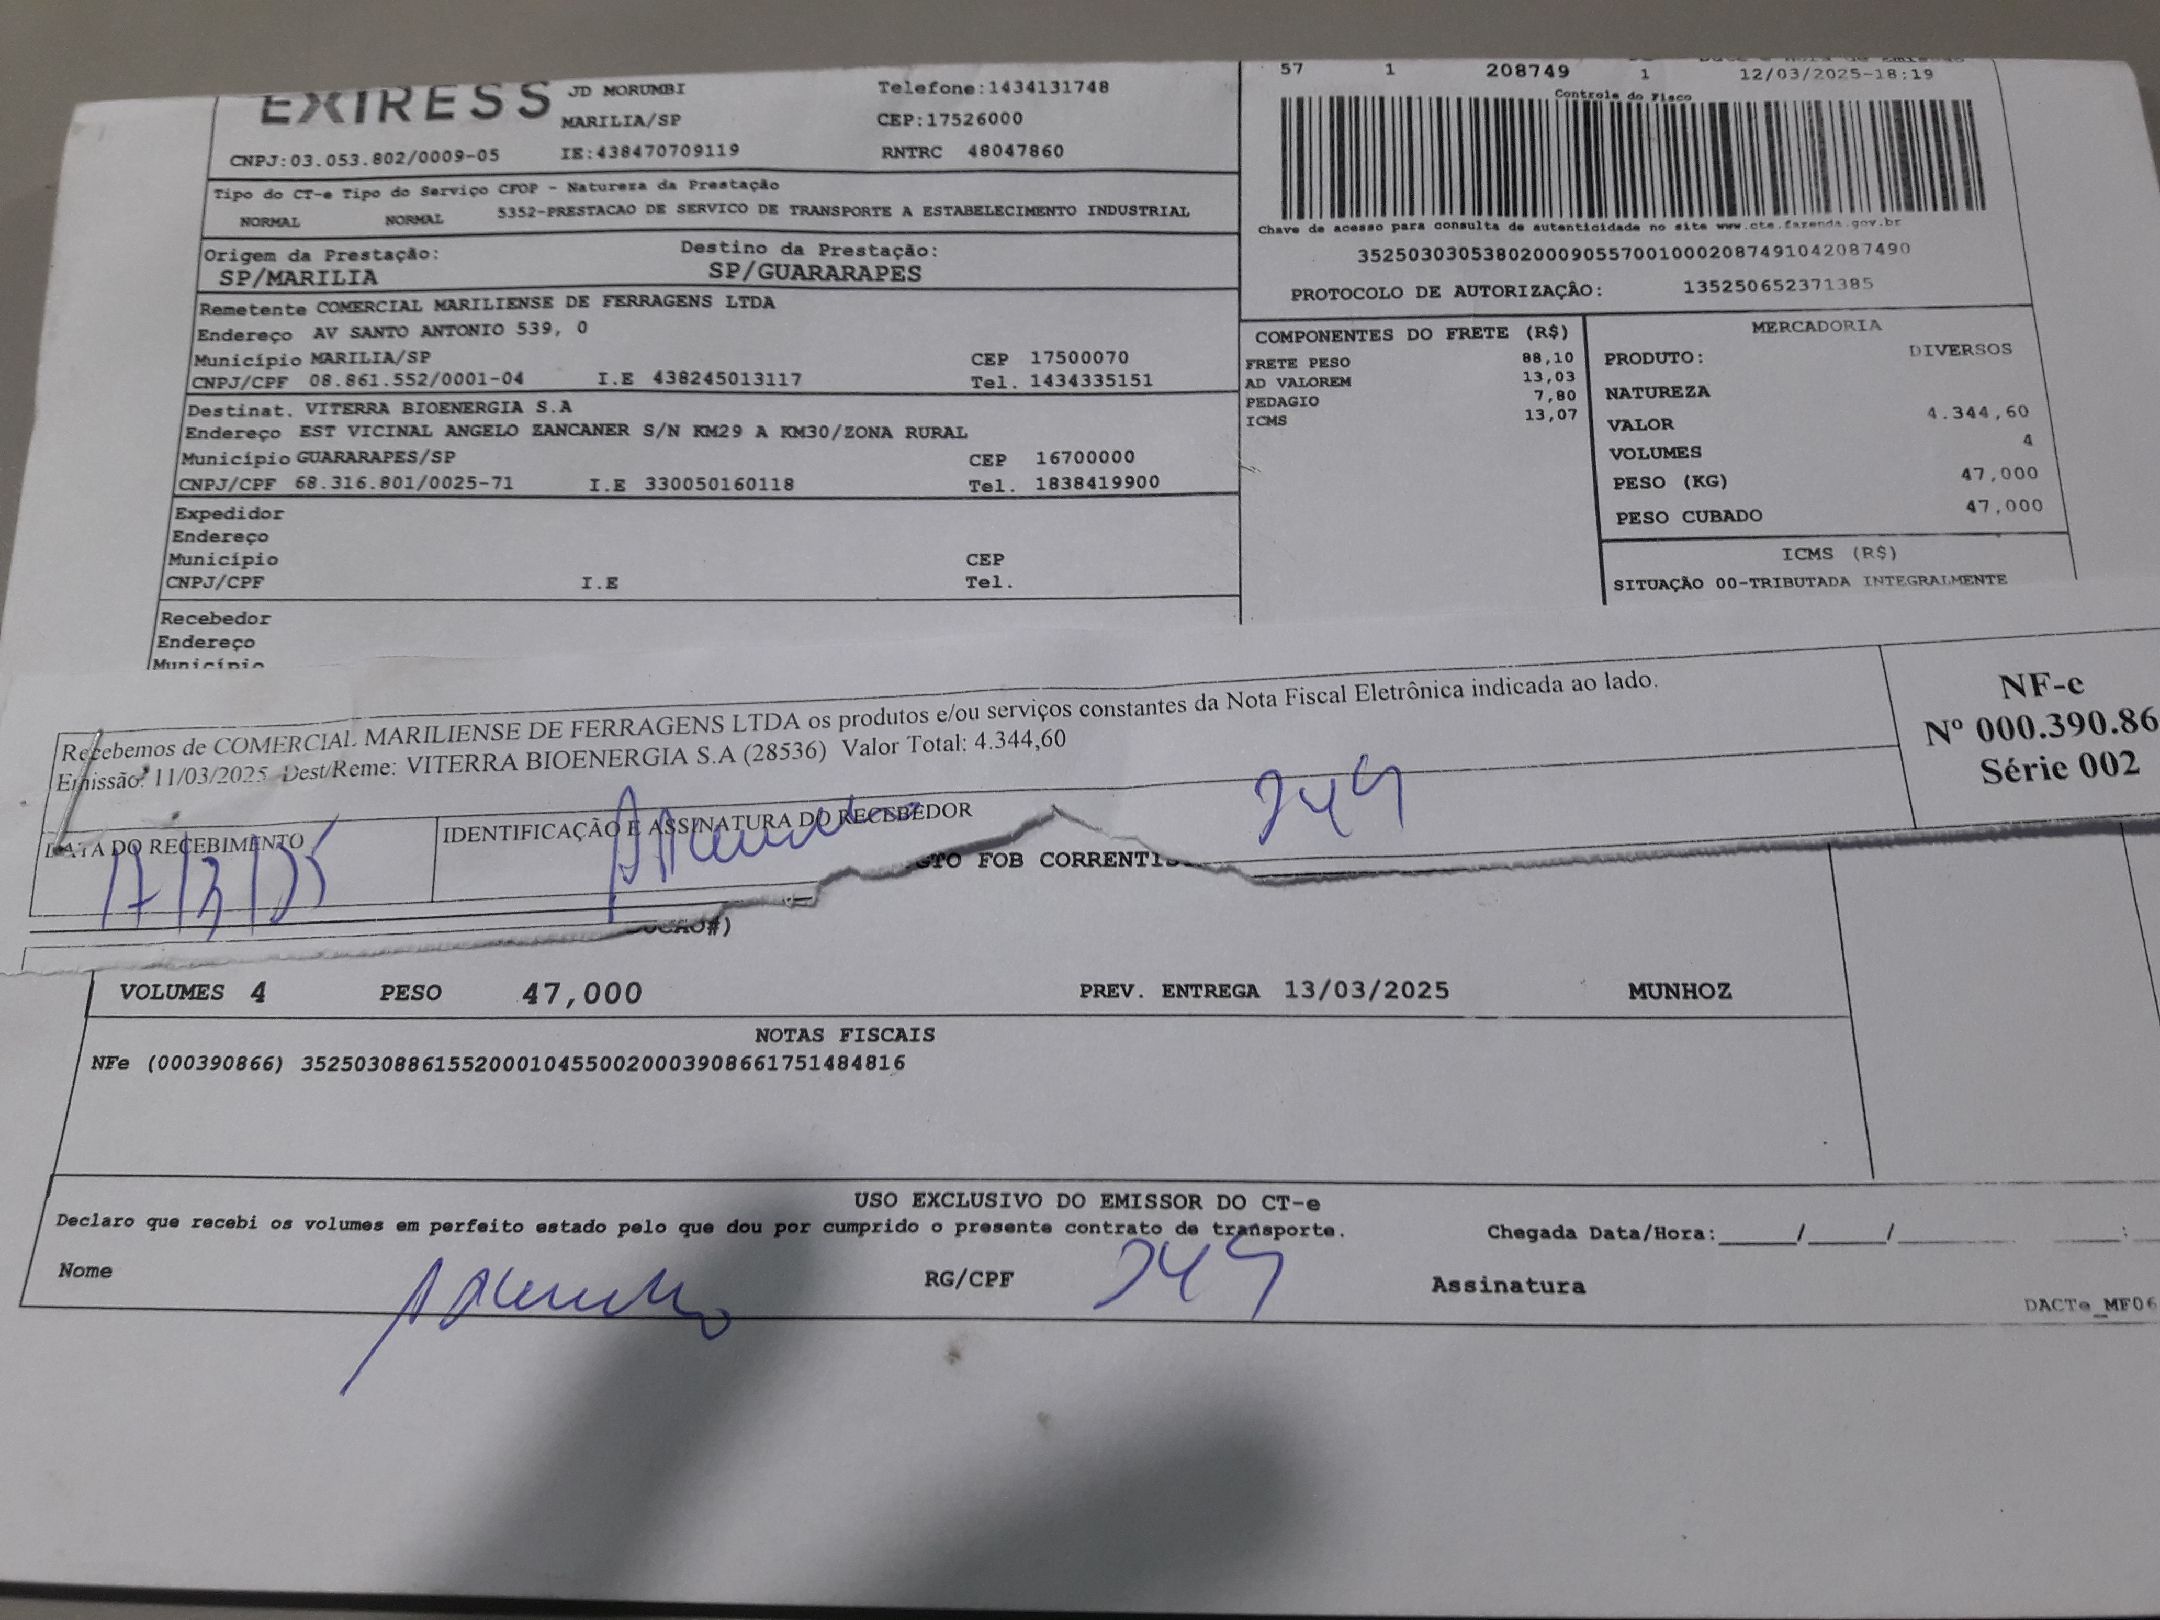 EXPRESS JD MORUMBI Telefone:1434131748
MARILIA/SP CEP:17526000
CNPJ:03.053.802/0009-05 IE:438470709119 RNTRC 48047860
57 1 208749 1 12/03/2025-18:19
Controle do Fisco
Tipo do CT-e Tipo do Serviço CFOP - Natureza da Prestação
NORMAL NORMAL 5352-PRESTACAO DE SERVICO DE TRANSPORTE A ESTABELECIMENTO INDUSTRIAL
Chave de acesso para consulta de autenticidade no site www.cte.fazenda.gov.br
35250303053802000905570010002087491042087490
PROTOCOLO DE AUTORIZAÇÃO: 135250652371385
Origem da Prestação: Destino da Prestação:
SP/MARILIA SP/GUARARAPES
Remetente COMERCIAL MARILIENSE DE FERRAGENS LTDA
Endereço AV SANTO ANTONIO 539, 0
Município MARILIA/SP CEP 17500070
CNPJ/CPF 08.861.552/0001-04 I.E 438245013117 Tel. 1434335151
Destinat. VITERRA BIOENERGIA S.A
Endereço EST VICINAL ANGELO ZANCANER S/N KM29 A KM30/ZONA RURAL
Município GUARARAPES/SP CEP 16700000
CNPJ/CPF 68.316.801/0025-71 I.E 330050160118 Tel. 1838419900
Expedidor
Endereço
Município CEP
CNPJ/CPF I.E Tel.
Recebedor
Endereço
Município
COMPONENTES DO FRETE (R$)
FRETE PESO 88,10
AD VALOREM 13,03
PEDAGIO 7,80
ICMS 13,07
MERCADORIA
PRODUTO: DIVERSOS
NATUREZA
VALOR 4.344,60
VOLUMES 4
PESO (KG) 47,000
PESO CUBADO 47,000
ICMS (R$)
SITUAÇÃO 00-TRIBUTADA INTEGRALMENTE
Recebemos de COMERCIAL MARILIENSE DE FERRAGENS LTDA os produtos e/ou serviços constantes da Nota Fiscal Eletrônica indicada ao lado.
Emissão: 11/03/2025 Dest/Reme: VITERRA BIOENERGIA S.A (28536) Valor Total: 4.344,60
NF-e
Nº 000.390.86
Série 002
DATA DO RECEBIMENTO IDENTIFICAÇÃO E ASSINATURA DO RECEBEDOR
17/3/25
GTO FOB CORRENTIS
VOLUMES 4 PESO 47,000 PREV. ENTREGA 13/03/2025 MUNHOZ
NOTAS FISCAIS
NFe (000390866) 35250308861552000104550020003908661751484816
USO EXCLUSIVO DO EMISSOR DO CT-e
Declaro que recebi os volumes em perfeito estado pelo que dou por cumprido o presente contrato de transporte. Chegada Data/Hora:_____/_____/_____ ____:
Nome RG/CPF Assinatura
DACTe_MF06